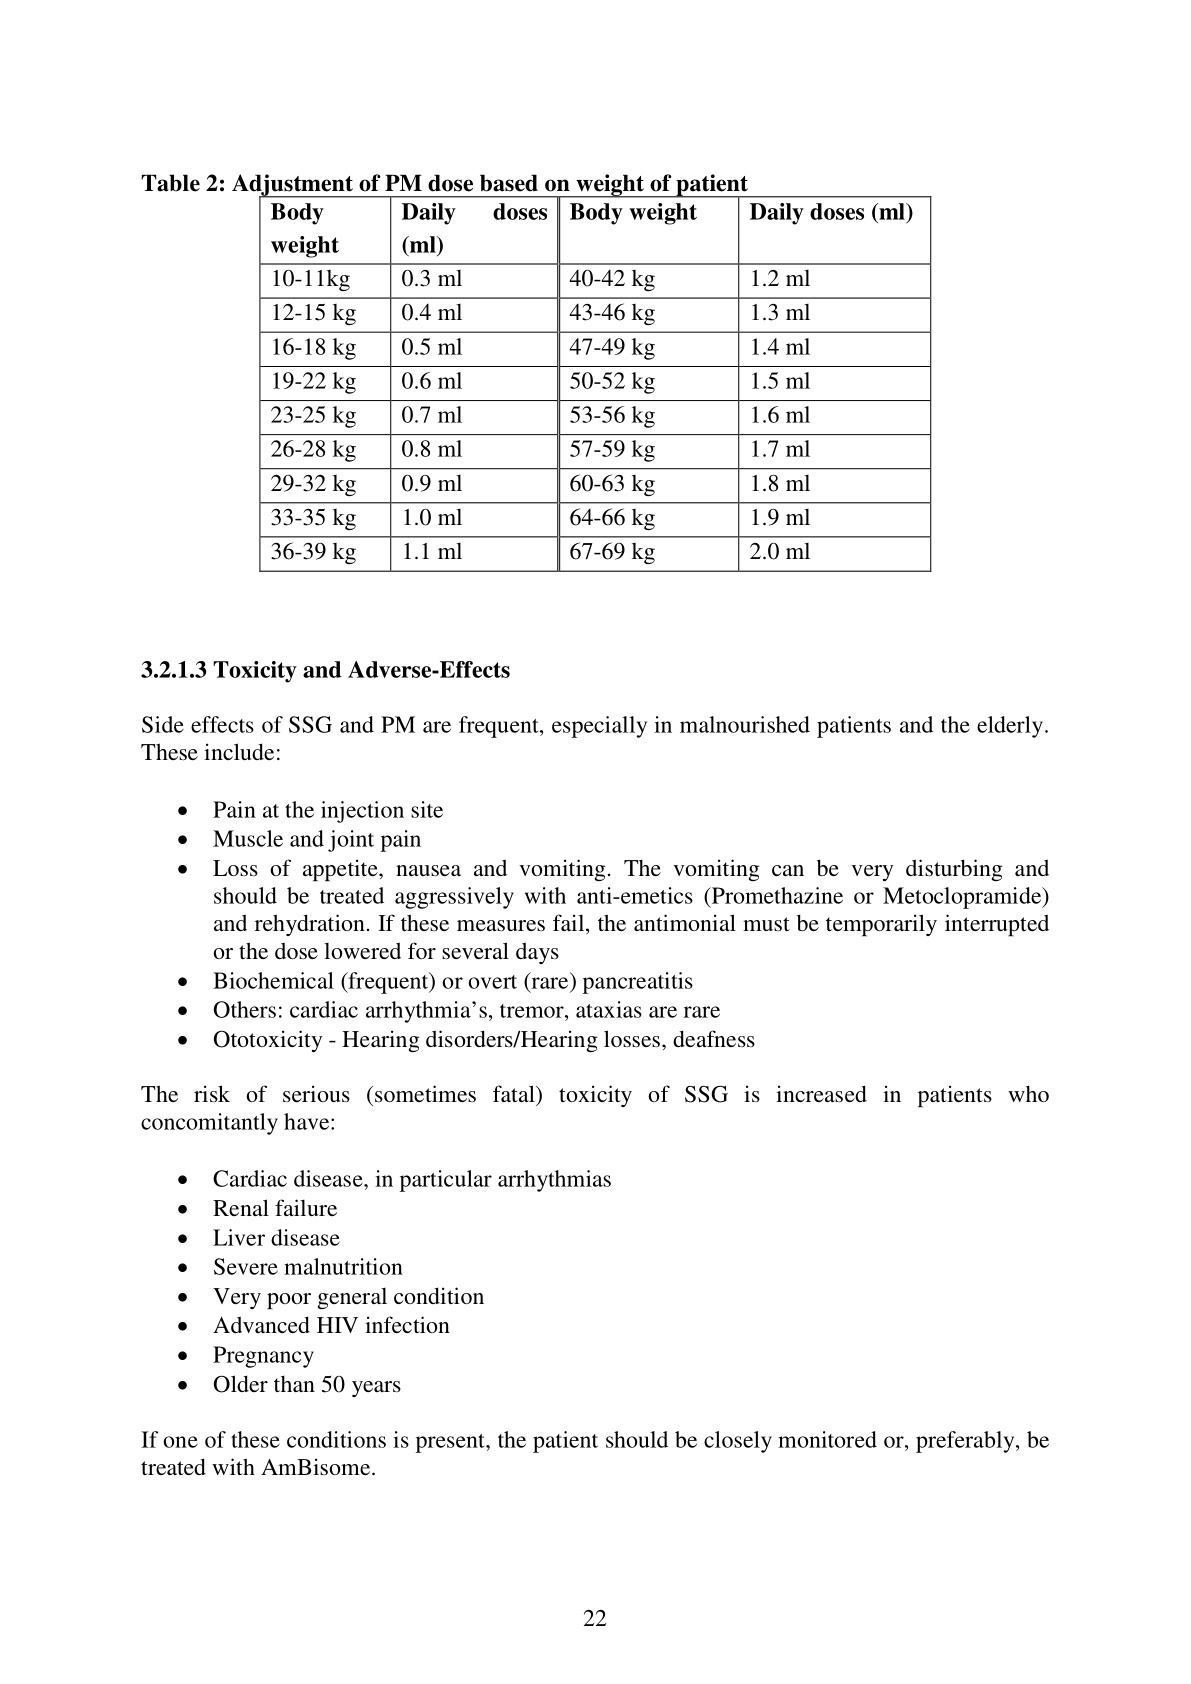 Table 2: Adjustment of PM dose based on weight of patient
Body weight Daily doses (ml) Body weight Daily doses (ml)
10-11kg 0.3 ml 40-42 kg 1.2 ml
12-15 kg 0.4 ml 43-46 kg 1.3 ml
16-18 kg 0.5 ml 47-49 kg 1.4 ml
19-22 kg 0.6 ml 50-52 kg 1.5 ml
23-25 kg 0.7 ml 53-56 kg 1.6 ml
26-28 kg 0.8 ml 57-59 kg 1.7 ml
29-32 kg 0.9 ml 60-63 kg 1.8 ml
33-35 kg 1.0 ml 64-66 kg 1.9 ml
36-39 kg 1.1 ml 67-69 kg 2.0 ml
3.2.1.3 Toxicity and Adverse-Effects
Side effects of SSG and PM are frequent, especially in malnourished patients and the elderly.
These include:
• Pain at the injection site
• Muscle and joint pain
• Loss of appetite, nausea and vomiting. The vomiting can be very disturbing and
should be treated aggressively with anti-emetics (Promethazine or Metoclopramide)
and rehydration. If these measures fail, the antimonial must be temporarily interrupted
or the dose lowered for several days
• Biochemical (frequent) or overt (rare) pancreatitis
• Others: cardiac arrhythmia’s, tremor, ataxias are rare
• Ototoxicity - Hearing disorders/Hearing losses, deafness
The risk of serious (sometimes fatal) toxicity of SSG is increased in patients who
concomitantly have:
• Cardiac disease, in particular arrhythmias
• Renal failure
• Liver disease
• Severe malnutrition
• Very poor general condition
• Advanced HIV infection
• Pregnancy
• Older than 50 years
If one of these conditions is present, the patient should be closely monitored or, preferably, be
treated with AmBisome.
22